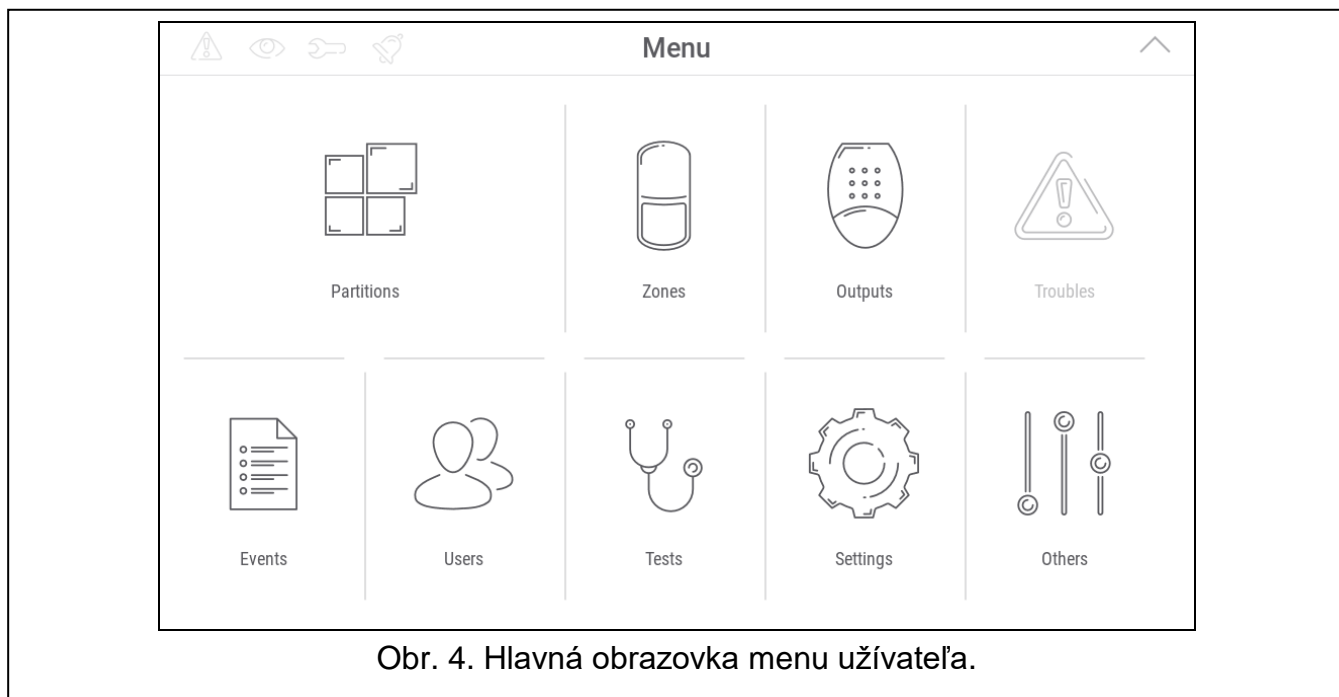 Menu
Partitions
Zones
Outputs
Troubles
Events
Users
Tests
Settings
Others
Obr. 4. Hlavná obrazovka menu užívateľa.